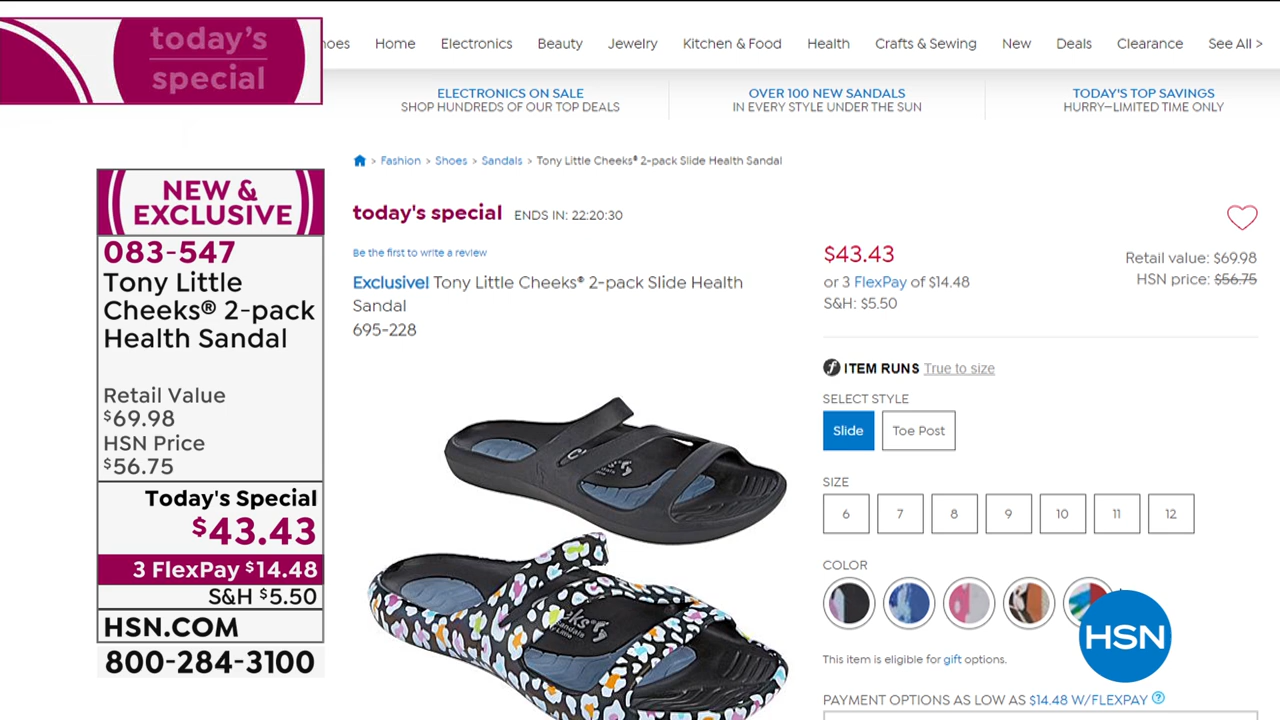 today's
special
hoes Home Electronics Beauty Jewelry Kitchen & Food Health Crafts & Sewing New Deals Clearance See All >
ELECTRONICS ON SALE
SHOP HUNDREDS OF OUR TOP DEALS
OVER 100 NEW SANDALS
IN EVERY STYLE UNDER THE SUN
TODAY'S TOP SAVINGS
HURRY—LIMITED TIME ONLY
> Fashion > Shoes > Sandals > Tony Little Cheeks® 2-pack Slide Health Sandal
NEW &
EXCLUSIVE
083-547
Tony Little
Cheeks® 2-pack
Health Sandal
Retail Value
$69.98
HSN Price
$56.75
Today's Special
$43.43
3 FlexPay $14.48
S&H $5.50
HSN.COM
800-284-3100
today's special ENDS IN: 22:20:30
Be the first to write a review
Exclusive! Tony Little Cheeks® 2-pack Slide Health
Sandal
695-228
$43.43
or 3 FlexPay of $14.48
S&H: $5.50
Retail value: $69.98
HSN price: $56.75
ITEM RUNS True to size
SELECT STYLE
Slide Toe Post
SIZE
6 7 8 9 10 11 12
COLOR
HSN
This item is eligible for gift options.
PAYMENT OPTIONS AS LOW AS $14.48 W/FLEXPAY ?